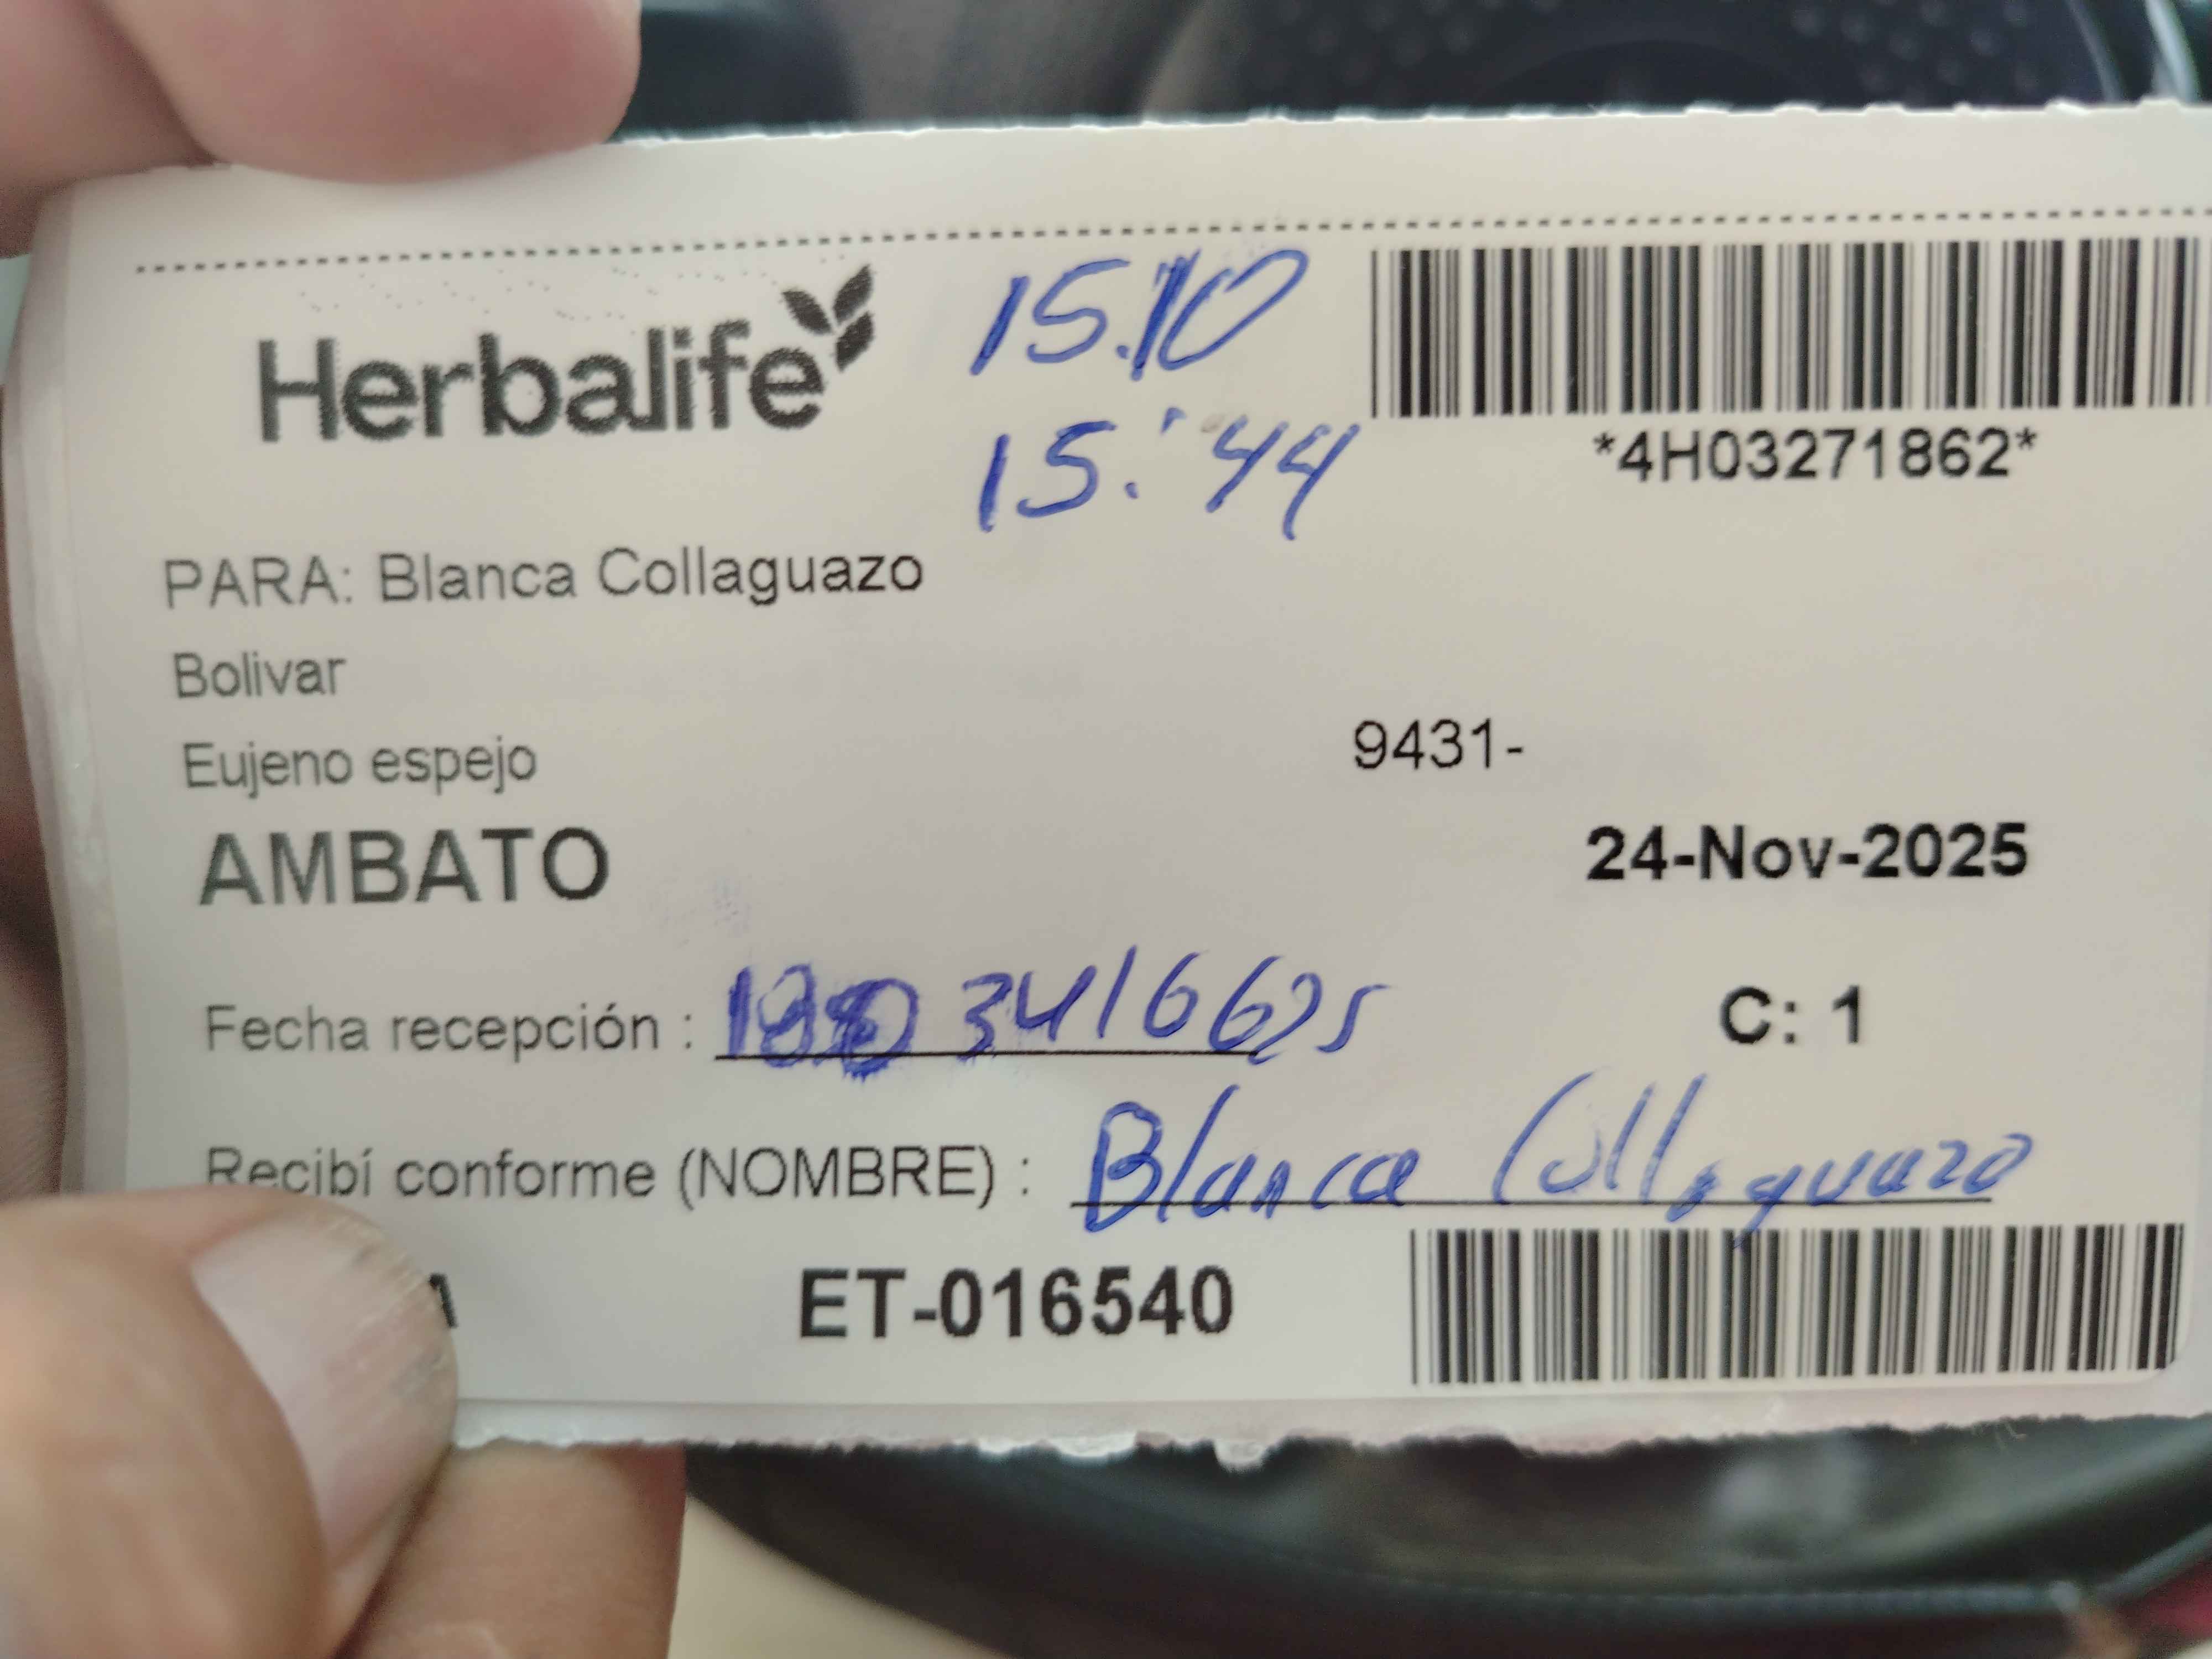 Herbalife
15.10
15:44
*4H03271862*
PARA: Blanca Collaguazo
Bolivar
Eujeno espejo
9431-
AMBATO
24-Nov-2025
Fecha recepción :
C: 1
Recibí conforme (NOMBRE) : Blanca Collaguazo
ET-016540